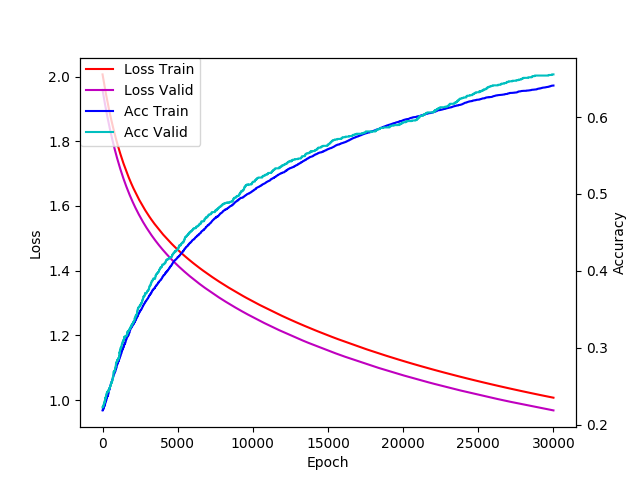 Loss Train
Loss Valid
Acc Train
Acc Valid
2.0
1.8
1.6
1.4
1.2
1.0
Loss
0.6
0.5
0.4
0.3
0.2
Accuracy
0 5000 10000 15000 20000 25000 30000
Epoch